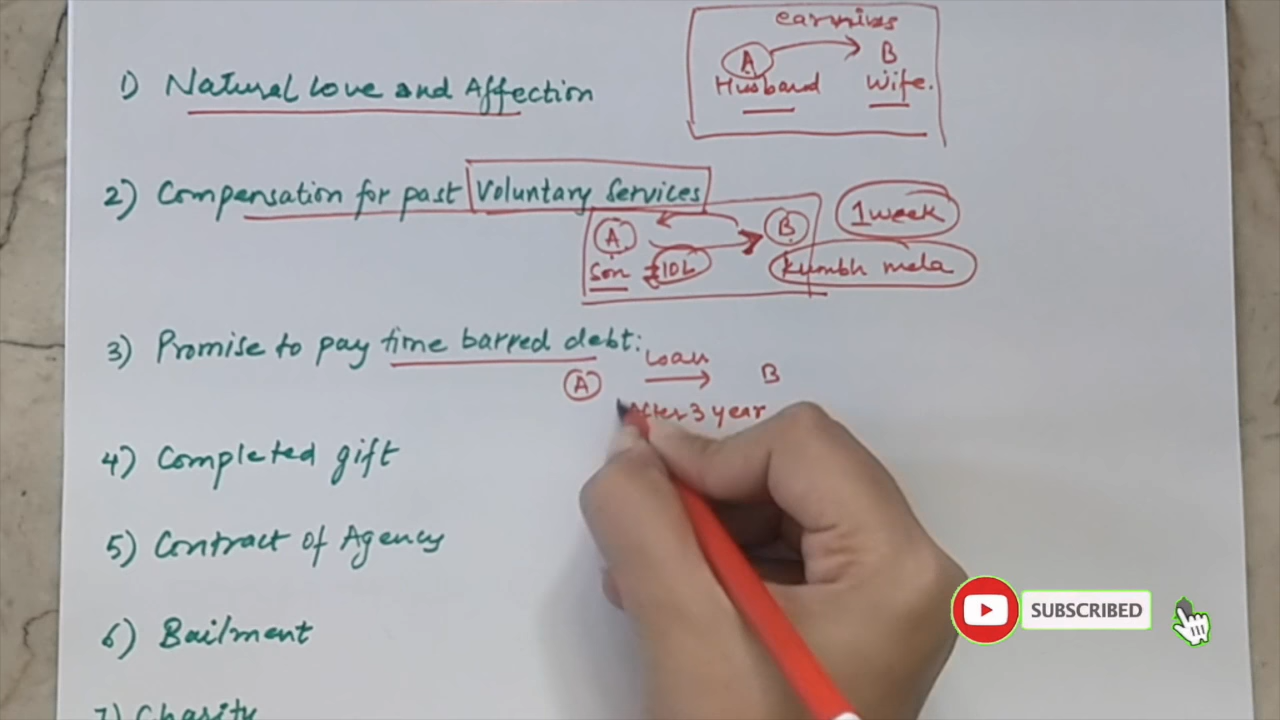 earnings
A B
Husband wife.
1) Natural Love and Affection
2) Compensation for past Voluntary Services
A B 1 week
Son 10L Kumbh mela
3) Promise to pay time barred debt:
Loan
A B
After 3 year
4) Completed gift
5) Contract of Agency
6) Bailment
7) Charity
SUBSCRIBED